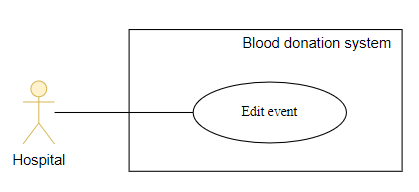 Blood donation system
Edit event
Hospital